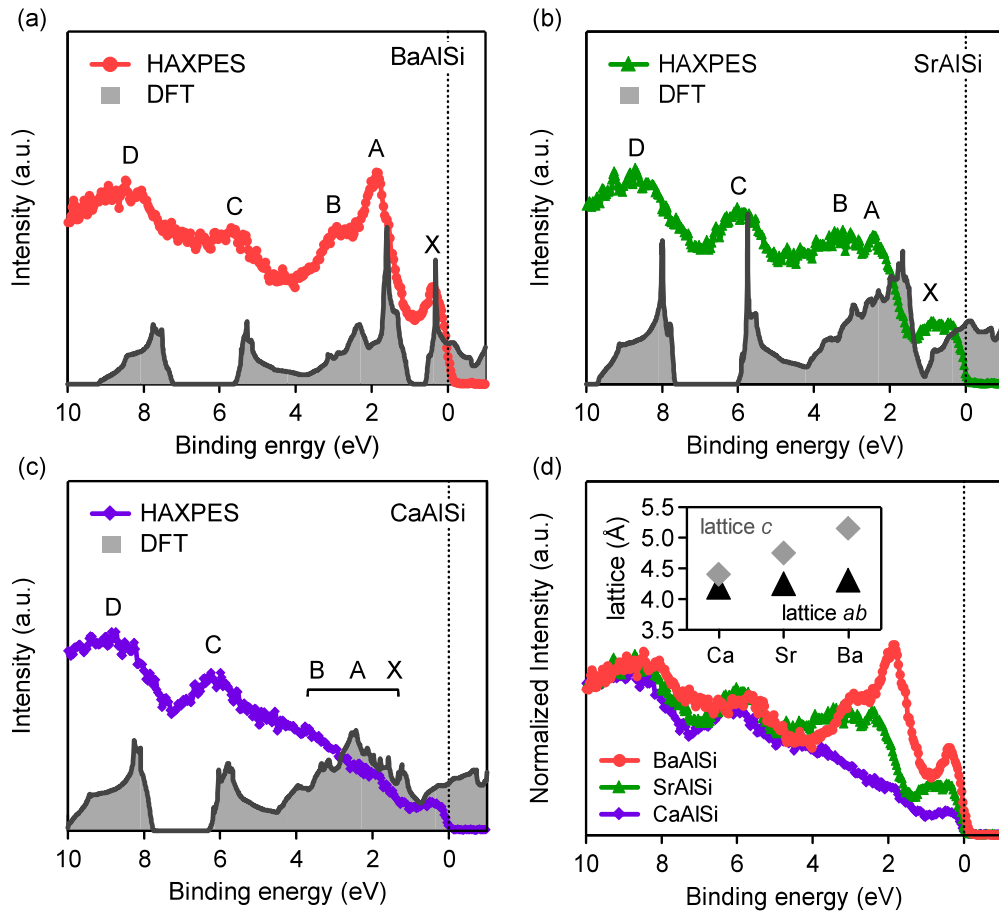 (a)
HAXPES
DFT
BaAlSi
D
C
B
A
X
Intensity (a.u.)
10 8 6 4 2 0
Binding enrgy (eV)
(b)
HAXPES
DFT
SrAlSi
D
C
B
A
X
Intensity (a.u.)
10 8 6 4 2 0
Binding energy (eV)
(c)
HAXPES
DFT
CaAlSi
D
C
B A X
Intensity (a.u.)
10 8 6 4 2 0
Binding energy (eV)
(d)
lattice (Å)
5.5
5.0
4.5
4.0
3.5
lattice c
lattice ab
Ca Sr Ba
BaAlSi
SrAlSi
CaAlSi
Normalized Intensity (a.u.)
10 8 6 4 2 0
Binding energy (eV)